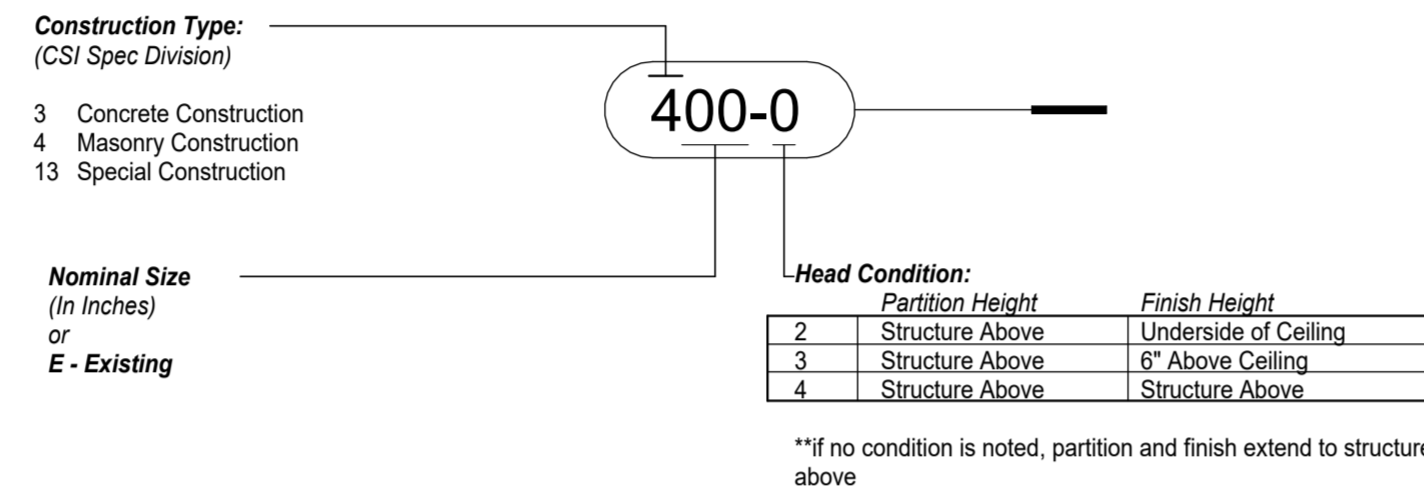 Construction Type:
(CSI Spec Division)
3 Concrete Construction
4 Masonry Construction
13 Special Construction
400-0
Nominal Size
(In Inches)
or
E - Existing
Head Condition:
Partition Height Finish Height
2 Structure Above Underside of Ceiling
3 Structure Above 6" Above Ceiling
4 Structure Above Structure Above
**if no condition is noted, partition and finish extend to structure
above